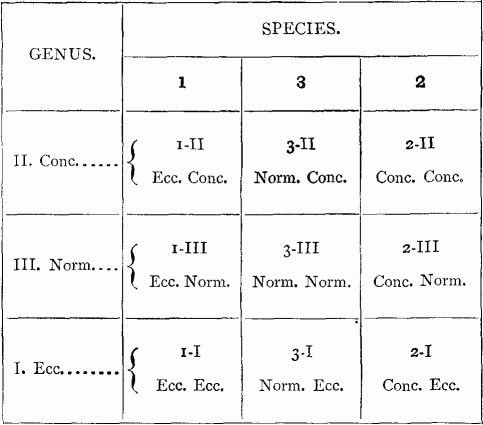 GENUS.
SPECIES.
1 3 2
II. Conc......
1-II 3-II 2-II
Ecc. Conc. Norm. Conc. Conc. Conc.
III. Norm....
1-III 3-III 2-III
Ecc. Norm. Norm. Norm. Conc. Norm.
I. Ecc........
1-I 3-I 2-I
Ecc. Ecc. Norm. Ecc. Conc. Ecc.